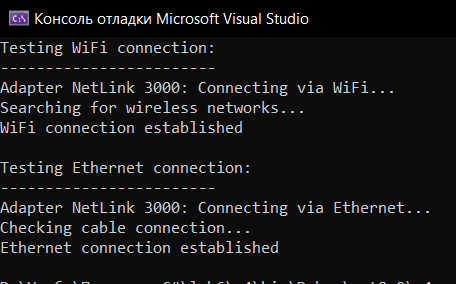 Консоль отладки Microsoft Visual Studio
Testing WiFi connection:
------------------------
Adapter NetLink 3000: Connecting via WiFi...
Searching for wireless networks...
WiFi connection established
Testing Ethernet connection:
------------------------
Adapter NetLink 3000: Connecting via Ethernet...
Checking cable connection...
Ethernet connection established